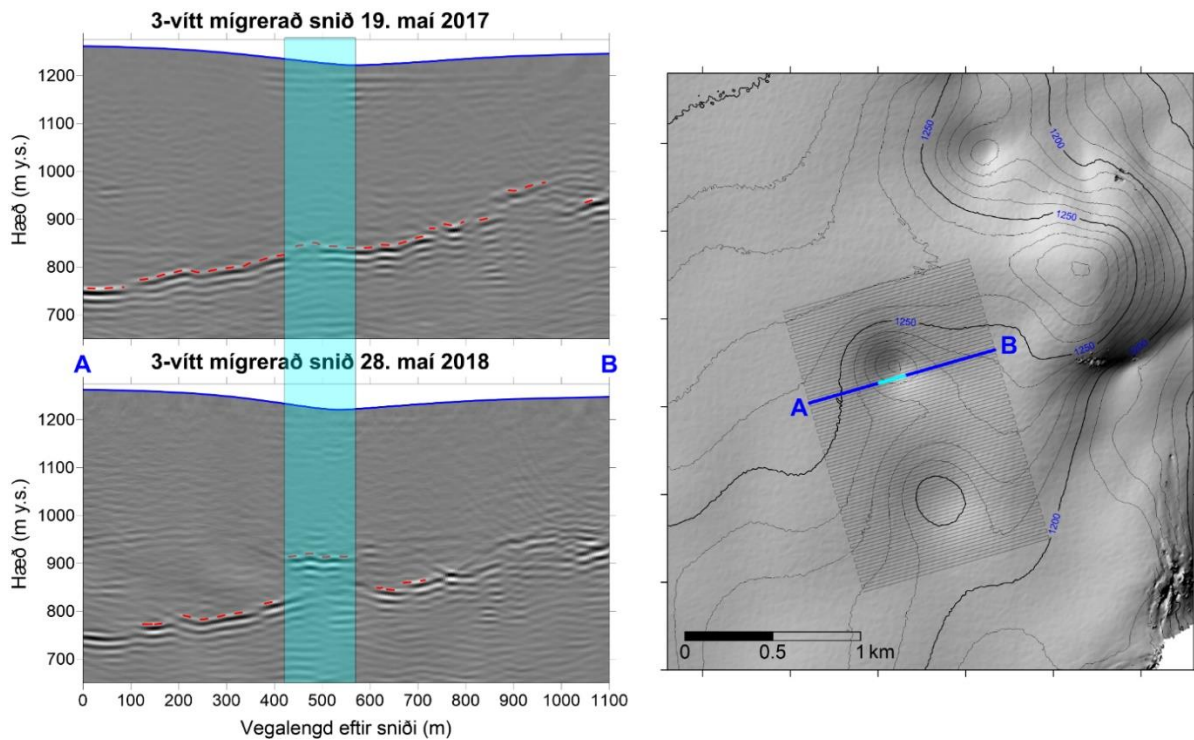 3-vítt mígrerað snið 19. maí 2017
Hæð (m y.s.)
1200
1100
1000
900
800
700
A
3-vítt mígrerað snið 28. maí 2018
B
Hæð (m y.s.)
1200
1100
1000
900
800
700
0 100 200 300 400 500 600 700 800 900 1000 1100
Vegalengd eftir sniði (m)
1250
1200
1250
1250
1250
1250
B
A
1200
0 0.5 1 km